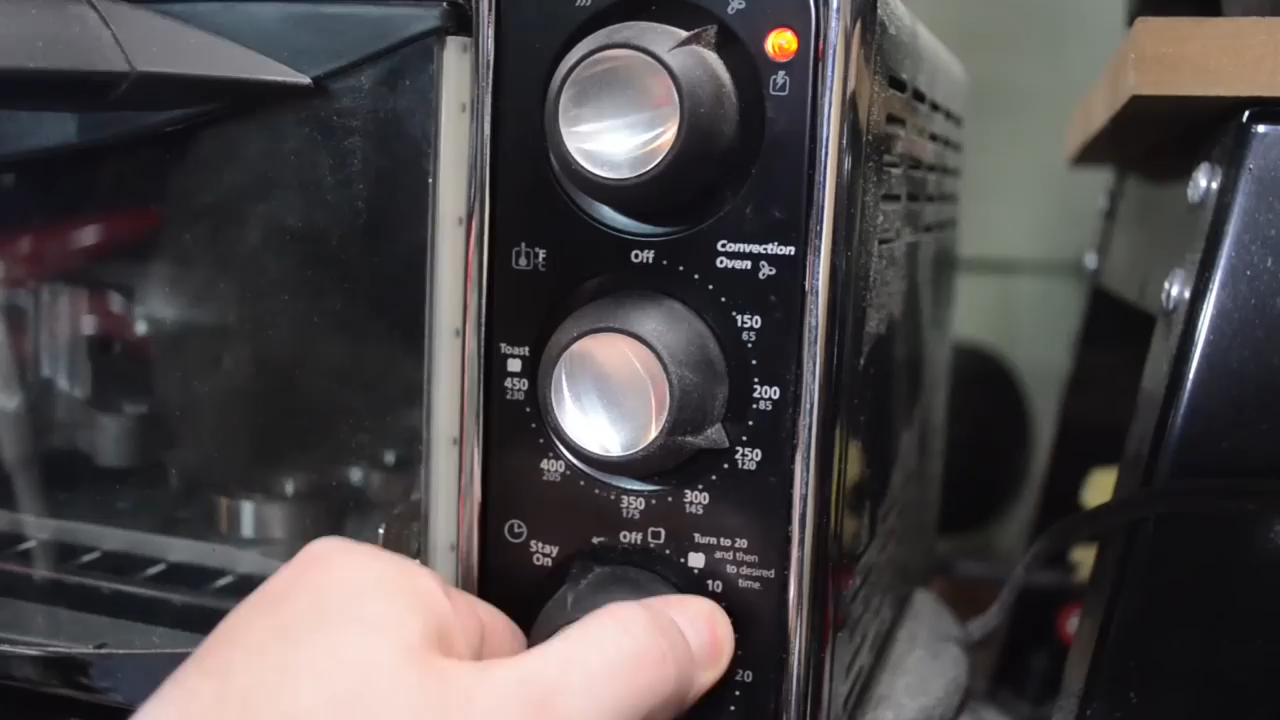 Off
Convection
Oven
°F
°C
150
65
Toast
450
230
200
85
250
120
400
205
300
145
350
175
Stay
On
Off
Turn to 20
and then
to desired
time.
10
20